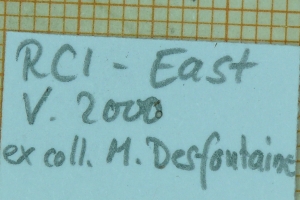 RCI - East
V. 2000
ex coll. M. Desfontaine